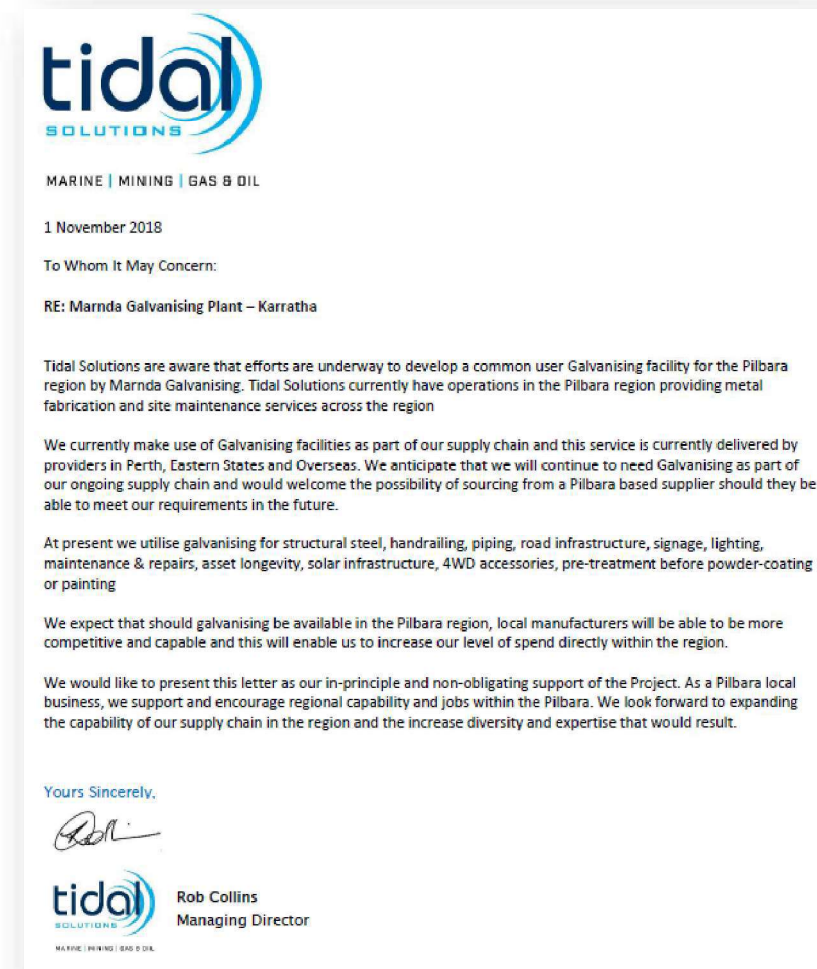 tidal
SOLUTIONS
MARINE | MINING | GAS & OIL
1 November 2018
To Whom It May Concern:
RE: Marnda Galvanising Plant – Karratha
Tidal Solutions are aware that efforts are underway to develop a common user Galvanising facility for the Pilbara
region by Marnda Galvanising. Tidal Solutions currently have operations in the Pilbara region providing metal
fabrication and site maintenance services across the region
We currently make use of Galvanising facilities as part of our supply chain and this service is currently delivered by
providers in Perth, Eastern States and Overseas. We anticipate that we will continue to need Galvanising as part of
our ongoing supply chain and would welcome the possibility of sourcing from a Pilbara based supplier should they be
able to meet our requirements in the future.
At present we utilise galvanising for structural steel, handrailing, piping, road infrastructure, signage, lighting,
maintenance & repairs, asset longevity, solar infrastructure, 4WD accessories, pre-treatment before powder-coating
or painting
We expect that should galvanising be available in the Pilbara region, local manufacturers will be able to be more
competitive and capable and this will enable us to increase our level of spend directly within the region.
We would like to present this letter as our in-principle and non-obligating support of the Project. As a Pilbara local
business, we support and encourage regional capability and jobs within the Pilbara. We look forward to expanding
the capability of our supply chain in the region and the increase diversity and expertise that would result.
Yours Sincerely,
tidal
SOLUTIONS
MARINE | MINING | GAS & OIL
Rob Collins
Managing Director